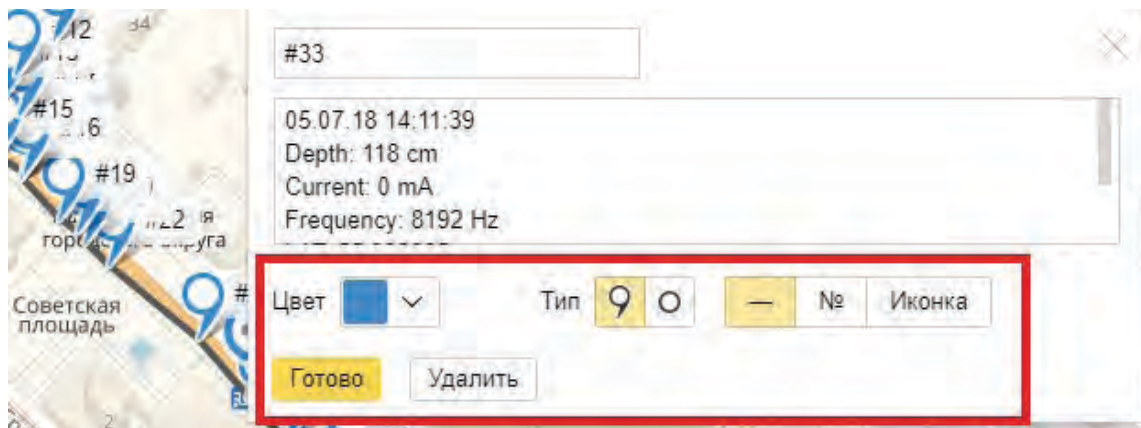 #12
34
#33
#15
05.07.18 14:11:39
Depth: 118 cm
#19
Current: 0 mA
Frequency: 8192 Hz
Советская
площадь
Цвет
Тип
—
№
Иконка
Готово
Удалить